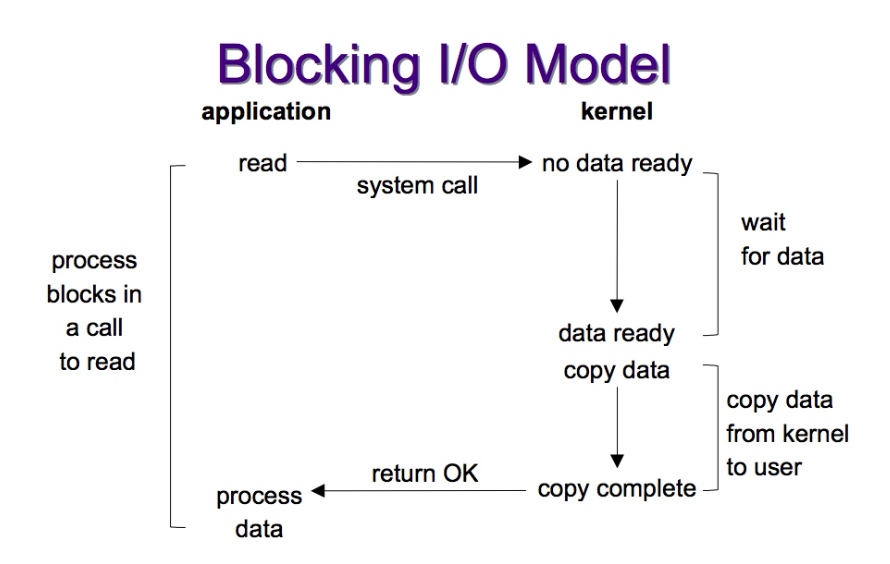 Blocking I/O Model
application
kernel
read
system call
no data ready
wait
for data
process
blocks in
a call
to read
data ready
copy data
copy data
from kernel
to user
return OK
copy complete
process
data